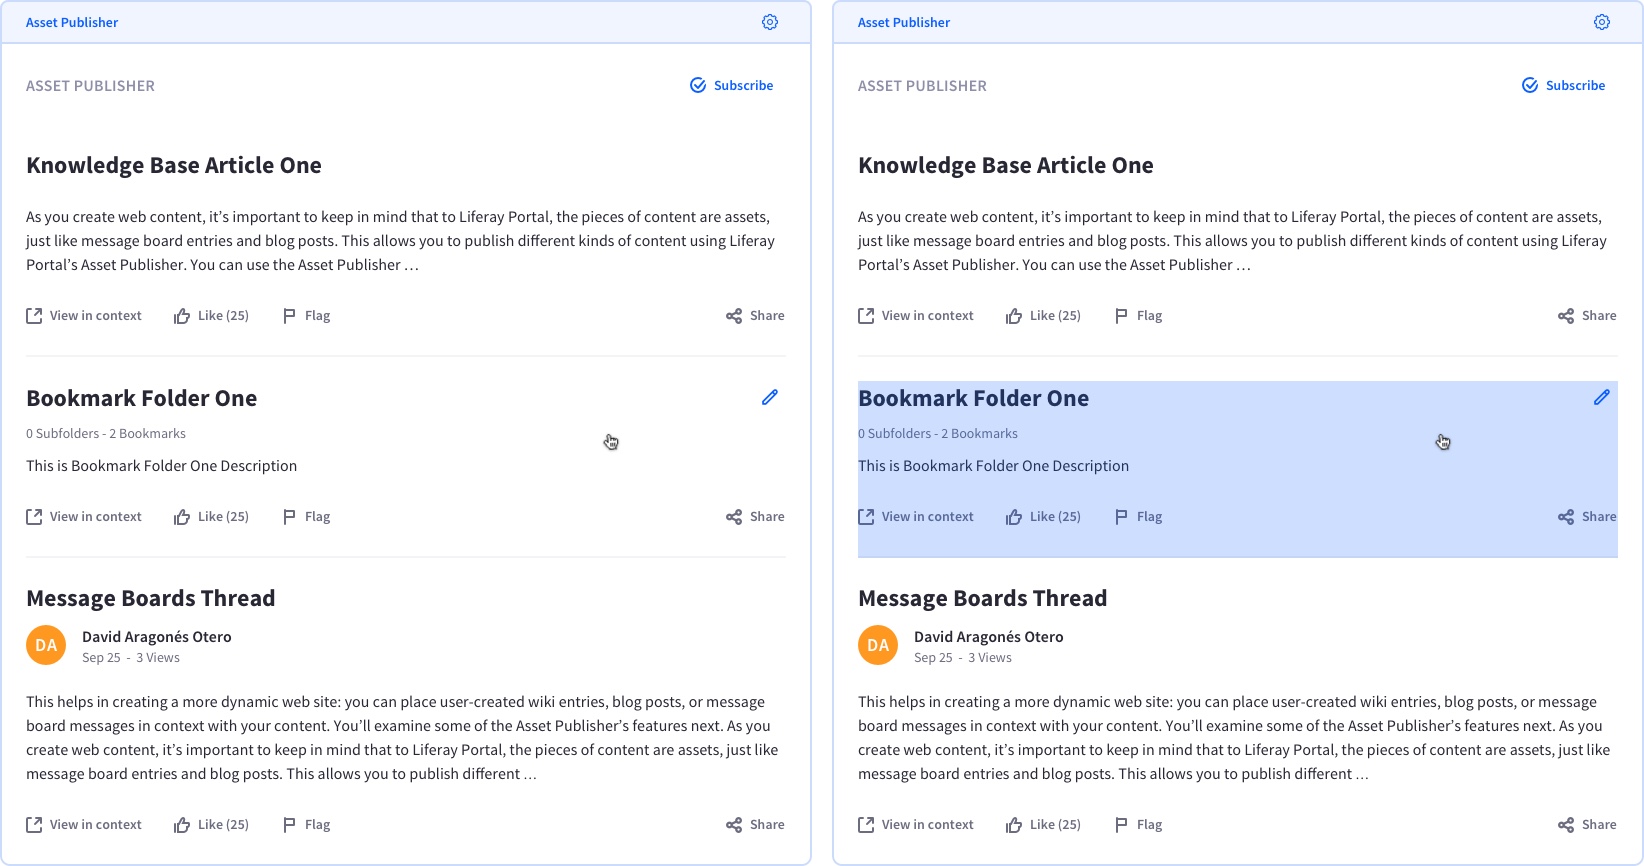 Asset Publisher
ASSET PUBLISHER
Subscribe
Knowledge Base Article One
As you create web content, it’s important to keep in mind that to Liferay Portal, the pieces of content are assets,
just like message board entries and blog posts. This allows you to publish different kinds of content using Liferay
Portal’s Asset Publisher. You can use the Asset Publisher …
View in context Like (25) Flag Share
Bookmark Folder One
0 Subfolders - 2 Bookmarks
This is Bookmark Folder One Description
View in context Like (25) Flag Share
Message Boards Thread
DA
David Aragonés Otero
Sep 25 - 3 Views
This helps in creating a more dynamic web site: you can place user-created wiki entries, blog posts, or message
board messages in context with your content. You’ll examine some of the Asset Publisher’s features next. As you
create web content, it’s important to keep in mind that to Liferay Portal, the pieces of content are assets, just like
message board entries and blog posts. This allows you to publish different …
View in context Like (25) Flag Share
Asset Publisher
ASSET PUBLISHER
Subscribe
Knowledge Base Article One
As you create web content, it’s important to keep in mind that to Liferay Portal, the pieces of content are assets,
just like message board entries and blog posts. This allows you to publish different kinds of content using Liferay
Portal’s Asset Publisher. You can use the Asset Publisher …
View in context Like (25) Flag Share
Bookmark Folder One
0 Subfolders - 2 Bookmarks
This is Bookmark Folder One Description
View in context Like (25) Flag Share
Message Boards Thread
DA
David Aragonés Otero
Sep 25 - 3 Views
This helps in creating a more dynamic web site: you can place user-created wiki entries, blog posts, or message
board messages in context with your content. You’ll examine some of the Asset Publisher’s features next. As you
create web content, it’s important to keep in mind that to Liferay Portal, the pieces of content are assets, just like
message board entries and blog posts. This allows you to publish different …
View in context Like (25) Flag Share